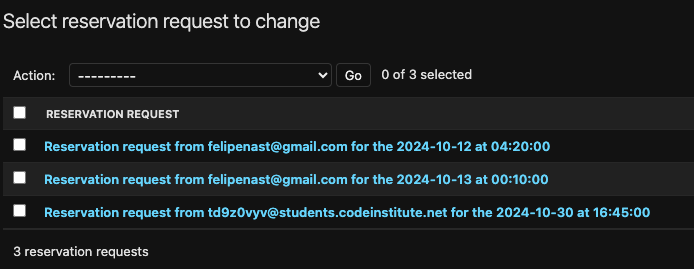 Select reservation request to change
Action: --------- Go 0 of 3 selected
RESERVATION REQUEST
Reservation request from felipenast@gmail.com for the 2024-10-12 at 04:20:00
Reservation request from felipenast@gmail.com for the 2024-10-13 at 00:10:00
Reservation request from td9z0vyv@students.codeinstitute.net for the 2024-10-30 at 16:45:00
3 reservation requests